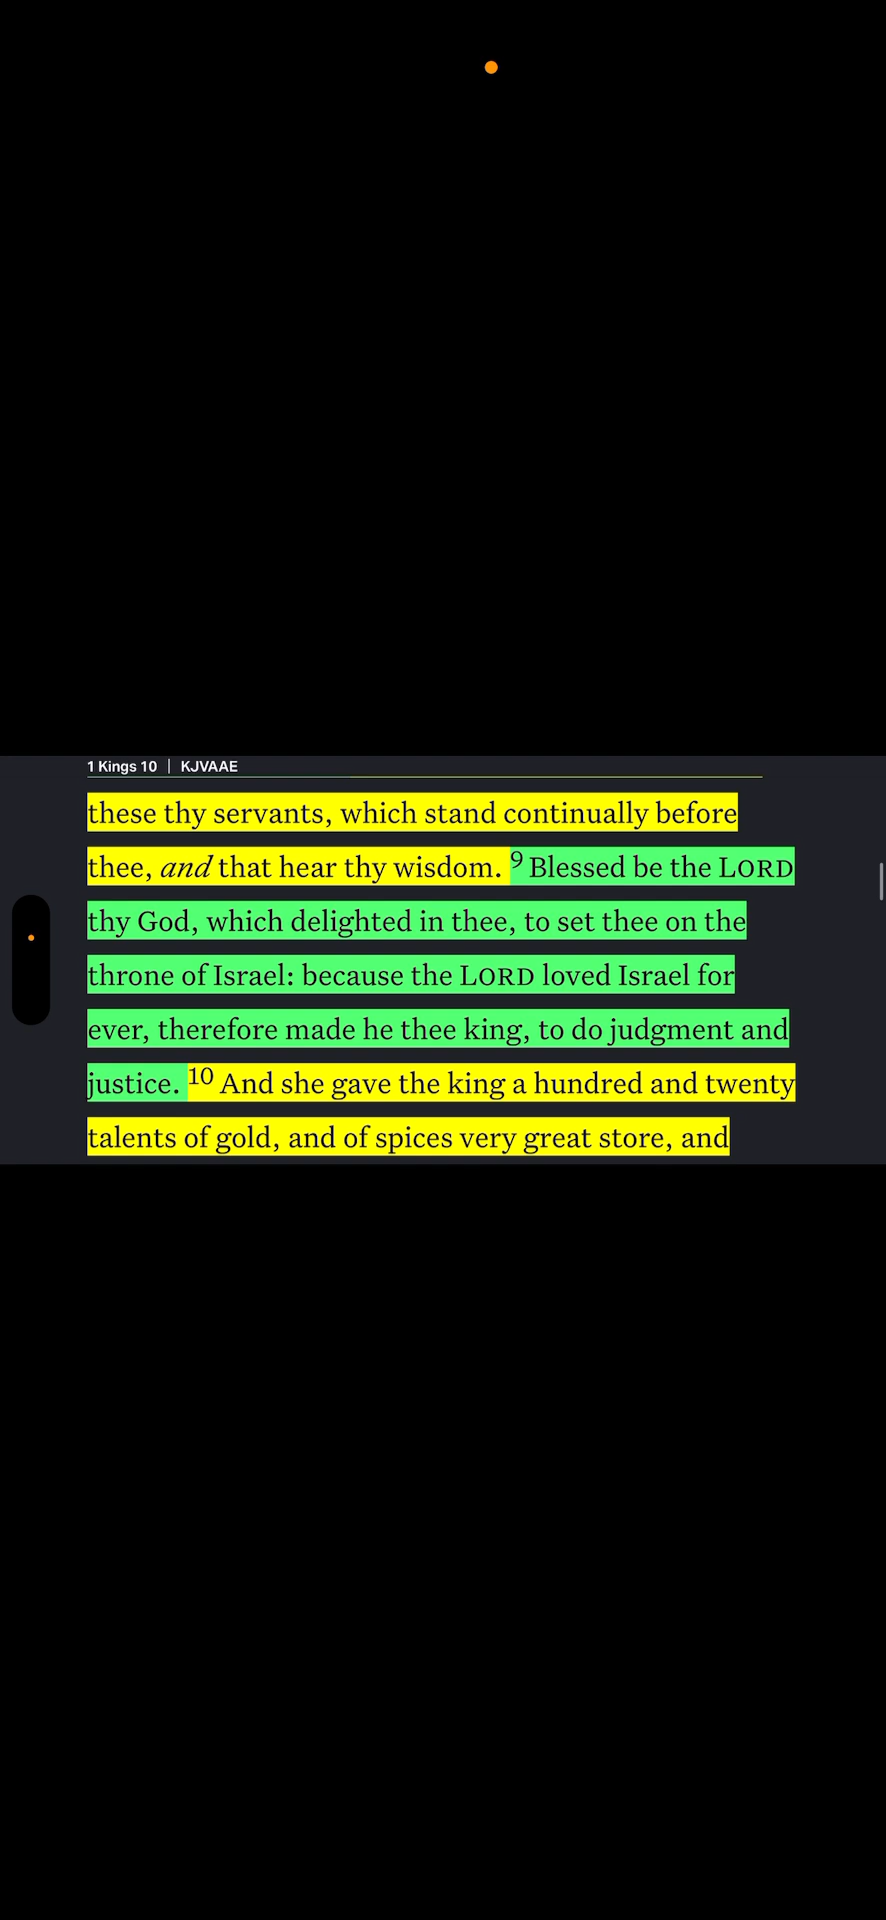 1 Kings 10 | KJVAAE
these thy servants, which stand continually before
thee, and that hear thy wisdom. 9 Blessed be the LORD
thy God, which delighted in thee, to set thee on the
throne of Israel: because the LORD loved Israel for
ever, therefore made he thee king, to do judgment and
justice. 10 And she gave the king a hundred and twenty
talents of gold, and of spices very great store, and